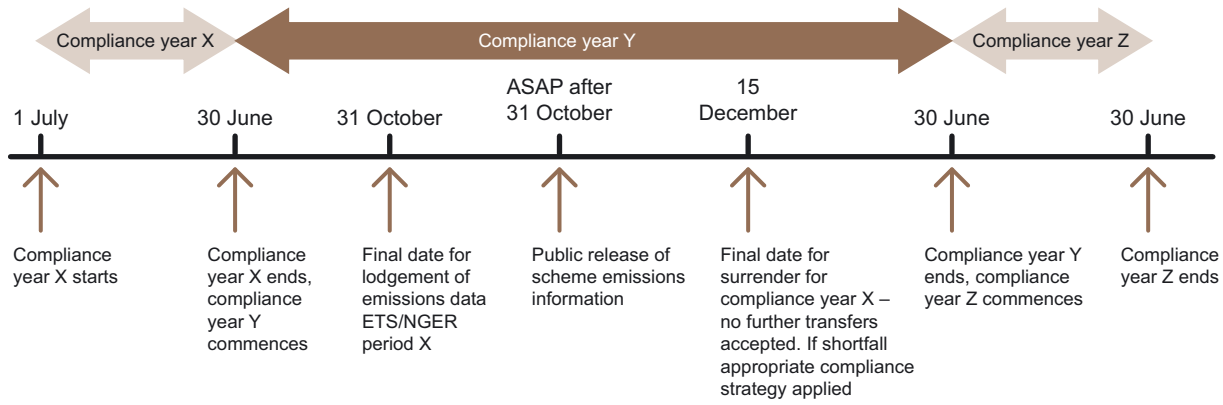 Compliance year X
Compliance year Y
Compliance year Z
1 July
30 June
31 October
ASAP after
31 October
15
December
30 June
30 June
Compliance
year X starts
Compliance
year X ends,
compliance
year Y
commences
Final date for
lodgement of
emissions data
ETS/NGER
period X
Public release of
scheme emissions
information
Final date for
surrender for
compliance year X –
no further transfers
accepted. If shortfall
appropriate compliance
strategy applied
Compliance year Y
ends, compliance
year Z commences
Compliance
year Z ends